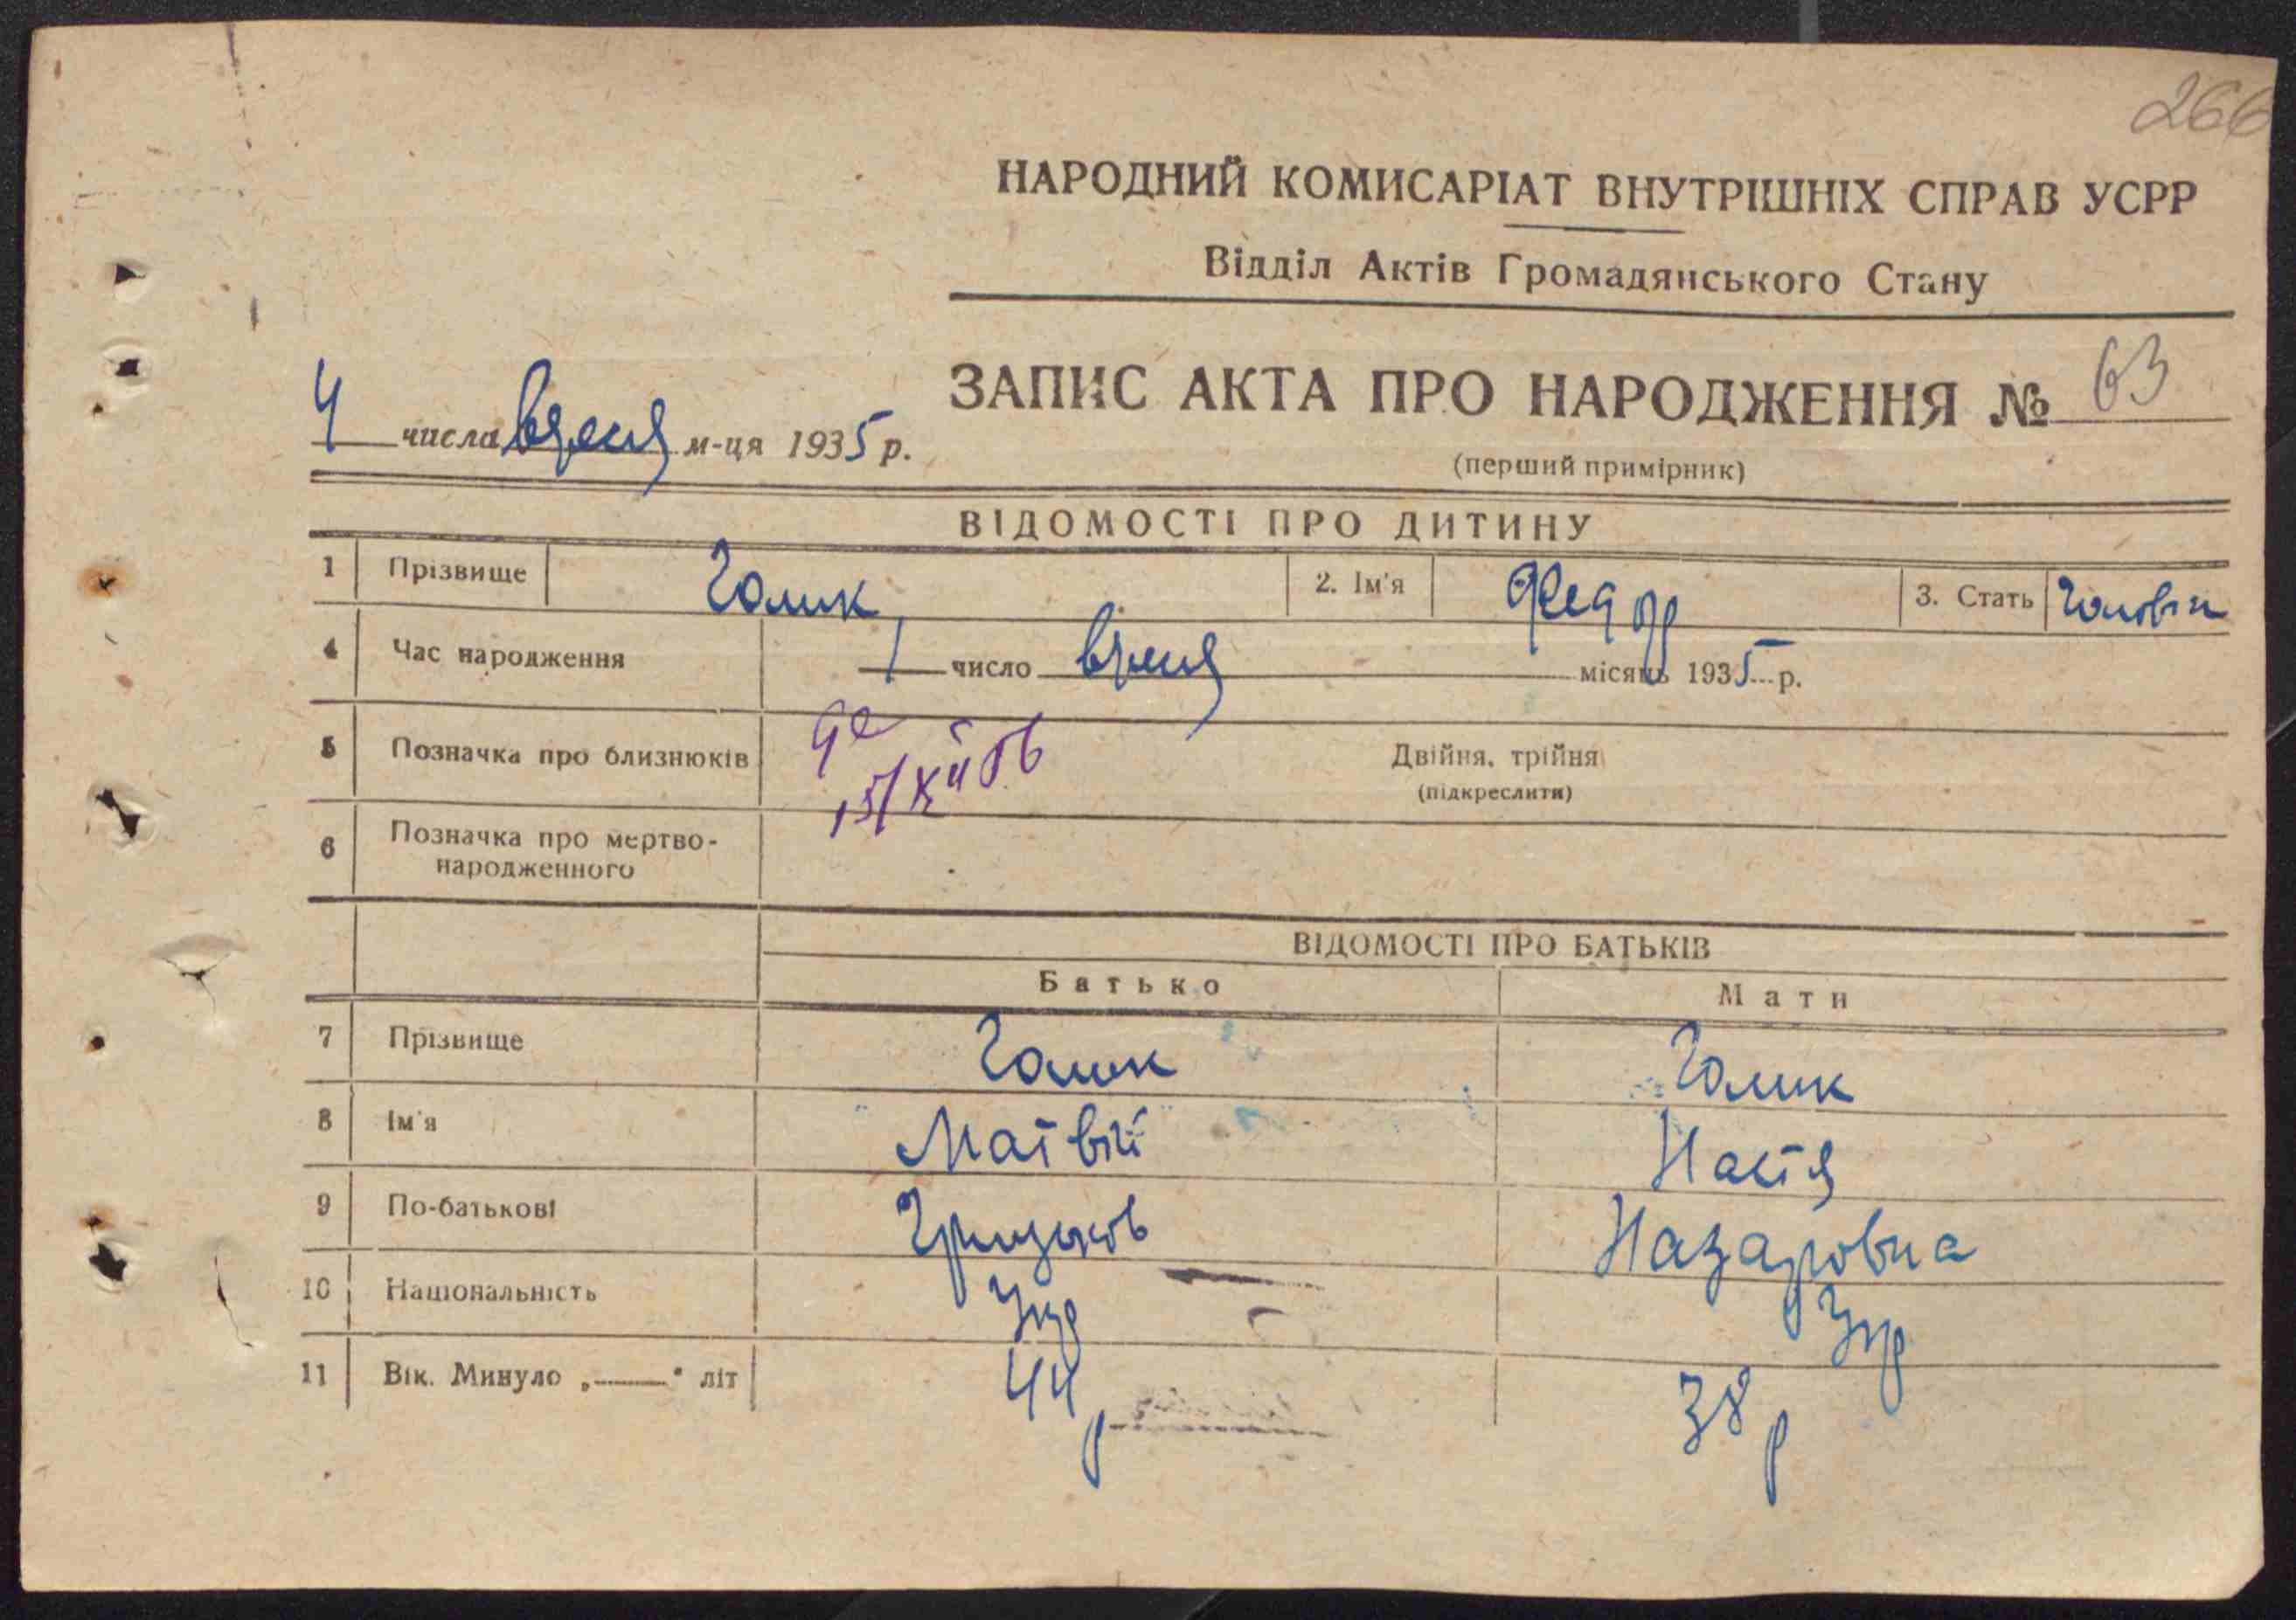 266
НАРОДНИЙ КОМИСАРІАТ ВНУТРІШНІХ СПРАВ УСРР
Відділ Актів Громадянського Стану
ЗАПИС АКТА ПРО НАРОДЖЕННЯ № 63
4 числа вресня м-ця 1935 р.
(перший примірник)
ВІДОМОСТІ ПРО ДИТИНУ
1 Прізвище Голик 2. Ім'я Федор 3. Стать
4 Час народження 1 число вресня місяць 1935 р.
5 Позначка про близнюків Двійня, трійня
(підкреслити)
6 Позначка про мертво-
народженного
ВІДОМОСТІ ПРО БАТЬКІВ
Батько Мати
7 Прізвище Голик Голик
8 Ім'я Матвій Настя
9 По-батькові Назаровна
10 Національність Укр Укр
11 Вік. Минуло „—“ літ 44 р 38 р